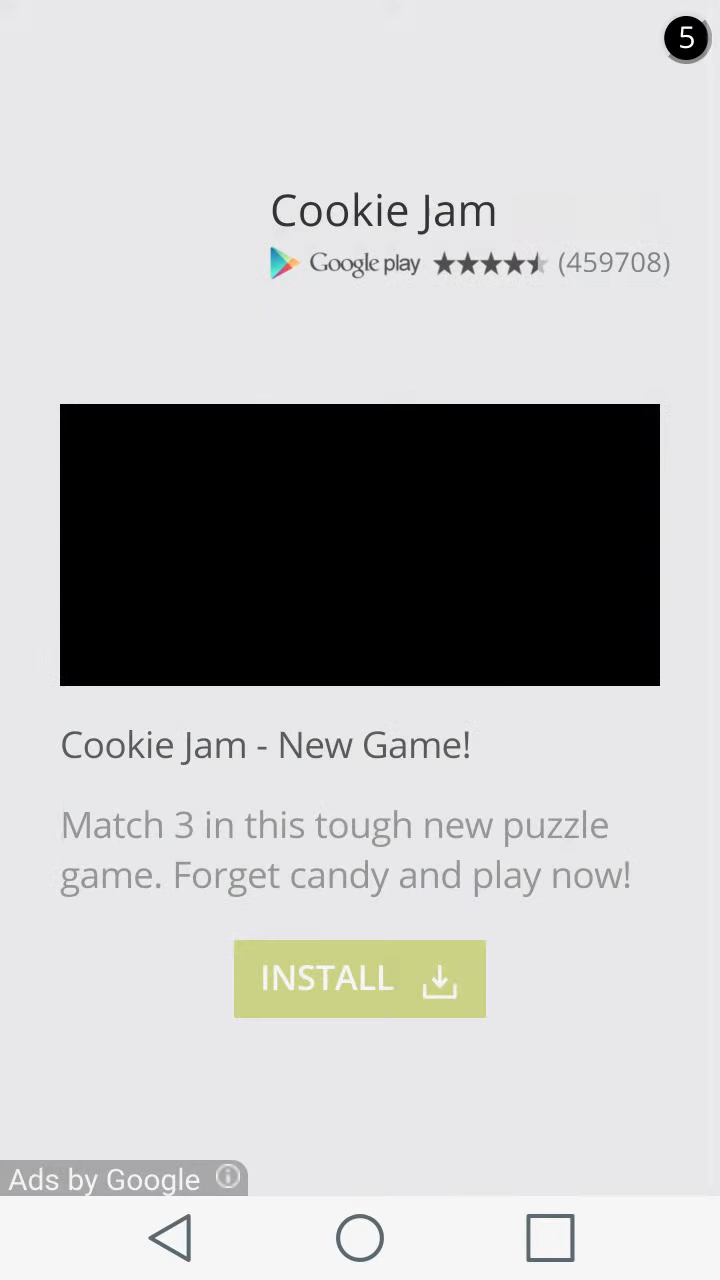 5
Cookie Jam
Google play (459708)
Cookie Jam - New Game!
Match 3 in this tough new puzzle
game. Forget candy and play now!
INSTALL
Ads by Google